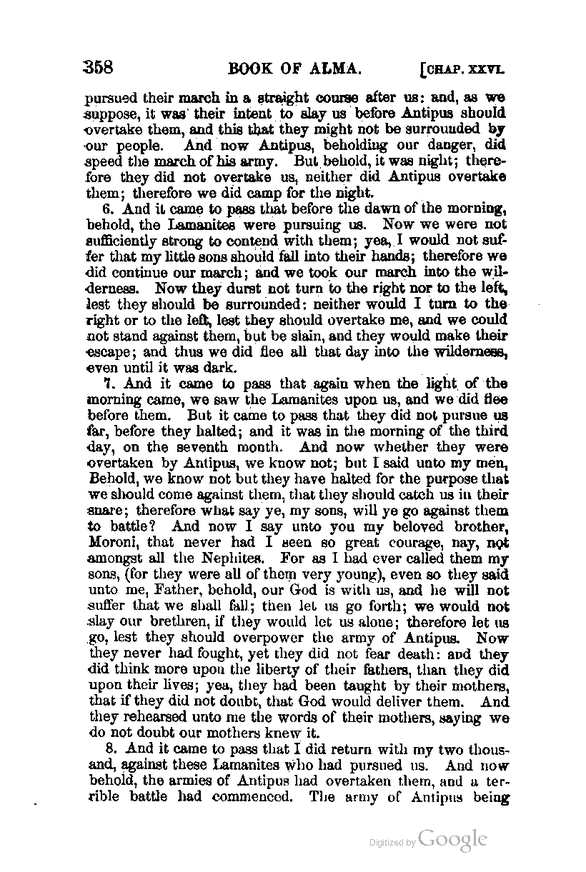 358 BOOK OF ALMA. [CHAP. XXVI.
pursued their march in a straight course after us: and, as we
suppose, it was their intent to slay us before Antipus should
overtake them, and this that they might not be surrounded by
our people. And now Antipus, beholding our danger, did
speed the march of his army. But behold, it was night; there-
fore they did not overtake us, neither did Antipus overtake
them; therefore we did camp for the night.
6. And it came to pass that before the dawn of the morning,
behold, the Lamanites were pursuing us. Now we were not
sufficiently strong to contend with them; yea, I would not suf-
fer that my little sons should fall into their hands; therefore we
did continue our march; and we took our march into the wil-
derness. Now they durst not turn to the right nor to the left,
lest they should be surrounded: neither would I turn to the
right or to the left, lest they should overtake me, and we could
not stand against them, but be slain, and they would make their
escape; and thus we did flee all that day into the wilderness,
even until it was dark.
7. And it came to pass that again when the light of the
morning came, we saw the Lamanites upon us, and we did flee
before them. But it came to pass that they did not pursue us
far, before they halted; and it was in the morning of the third
day, on the seventh month. And now whether they were
overtaken by Antipus, we know not; but I said unto my men,
Behold, we know not but they have halted for the purpose that
we should come against them, that they should catch us in their
snare; therefore what say ye, my sons, will ye go against them
to battle? And now I say unto you my beloved brother,
Moroni, that never had I seen so great courage, nay, not
amongst all the Nephites. For as I had ever called them my
sons, (for they were all of them very young), even so they said
unto me, Father, behold, our God is with us, and he will not
suffer that we shall fall; then let us go forth; we would not
slay our brethren, if they would let us alone; therefore let us
go, lest they should overpower the army of Antipus. Now
they never had fought, yet they did not fear death: and they
did think more upon the liberty of their fathers, than they did
upon their lives; yea, they had been taught by their mothers,
that if they did not doubt, that God would deliver them. And
they rehearsed unto me the words of their mothers, saying we
do not doubt our mothers knew it.
8. And it came to pass that I did return with my two thous-
and, against these Lamanites who had pursued us. And now
behold, the armies of Antipus had overtaken them, and a ter-
rible battle had commenced. The army of Antipus being
Digitized by Google